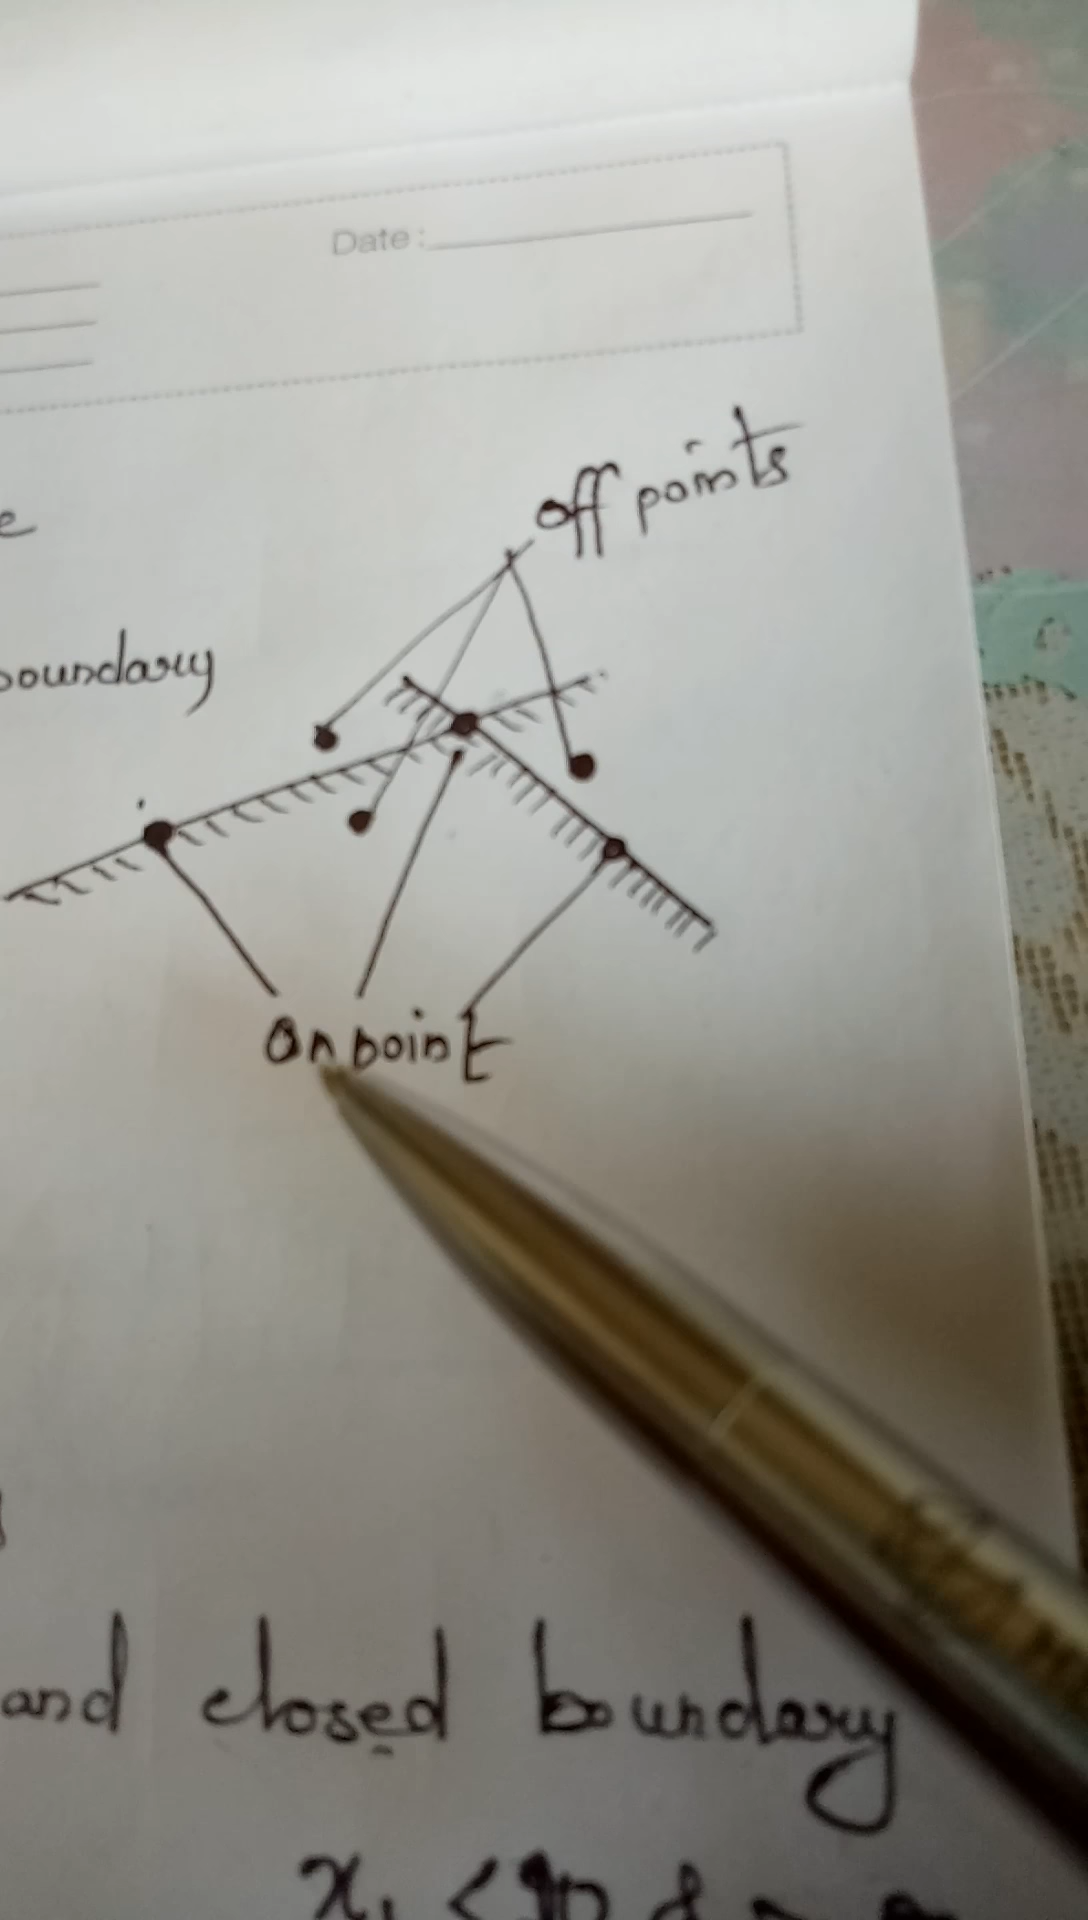 Date:
off points
boundary
On point
and closed boundary